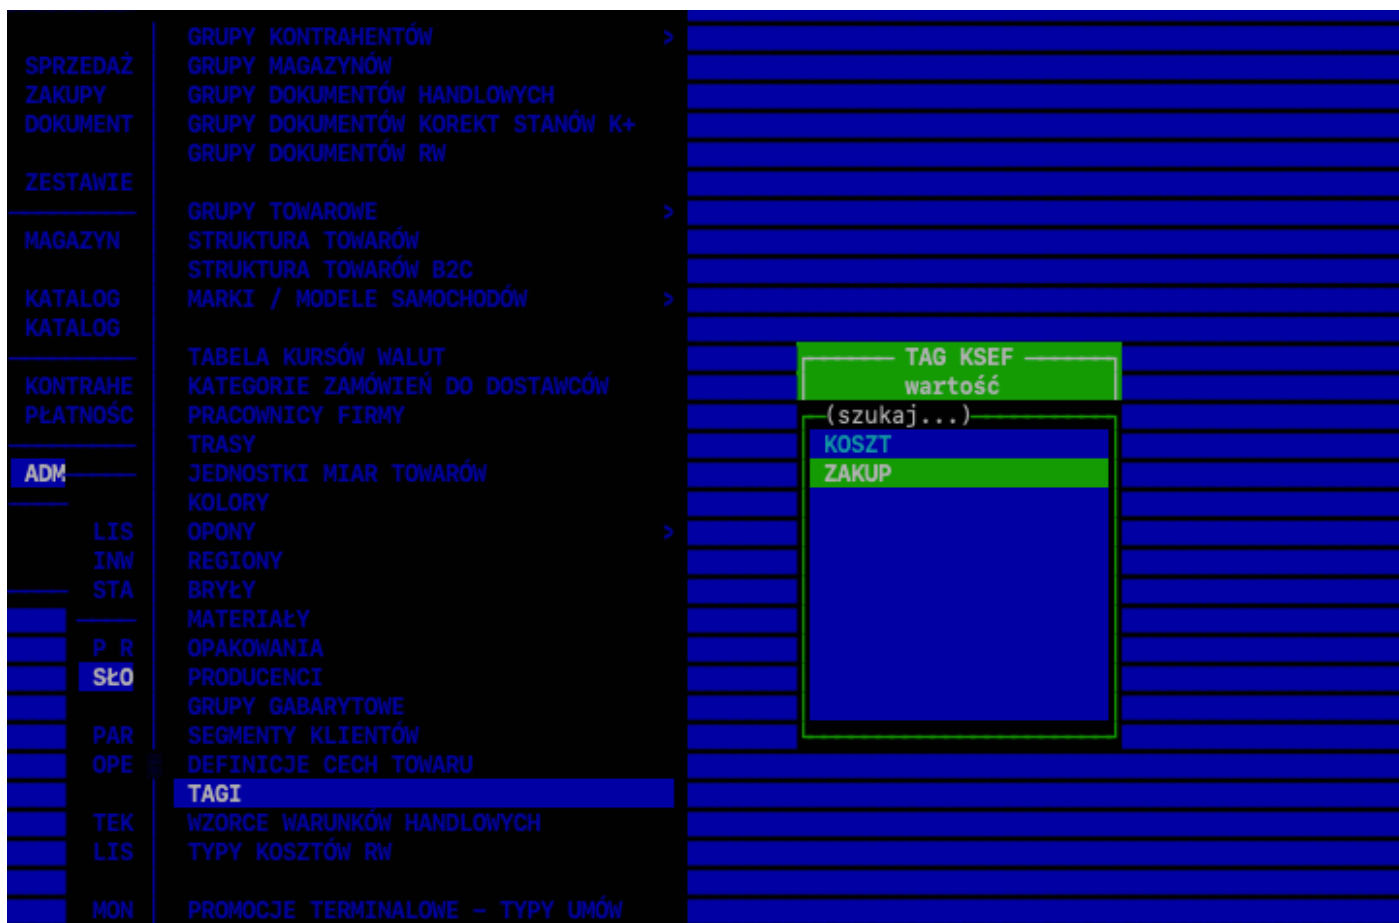 GRUPY KONTRAHENTÓW >
SPRZEDAŻ GRUPY MAGAZYNÓW
ZAKUPY GRUPY DOKUMENTÓW HANDLOWYCH
DOKUMENT GRUPY DOKUMENTÓW KOREKT STANÓW K+
GRUPY DOKUMENTÓW RW
ZESTAWIE
GRUPY TOWAROWE >
MAGAZYN STRUKTURA TOWARÓW
STRUKTURA TOWARÓW B2C
KATALOG MARKI / MODELE SAMOCHODÓW >
KATALOG
TABELA KURSÓW WALUT TAG KSEF
KONTRAHE KATEGORIE ZAMÓWIEŃ DO DOSTAWCÓW wartość
PŁATNOŚC PRACOWNICY FIRMY (szukaj...)
TRASY KOSZT
ADM JEDNOSTKI MIAR TOWARÓW ZAKUP
KOLORY
LIS OPONY >
INW REGIONY
STA BRYŁY
MATERIAŁY
P R OPAKOWANIA
SŁO PRODUCENCI
GRUPY GABARYTOWE
PAR SEGMENTY KLIENTÓW
OPE DEFINICJE CECH TOWARU
TAGI
TEK WZORCE WARUNKÓW HANDLOWYCH
LIS TYPY KOSZTÓW RW
MON PROMOCJE TERMINALOWE – TYPY UMÓW